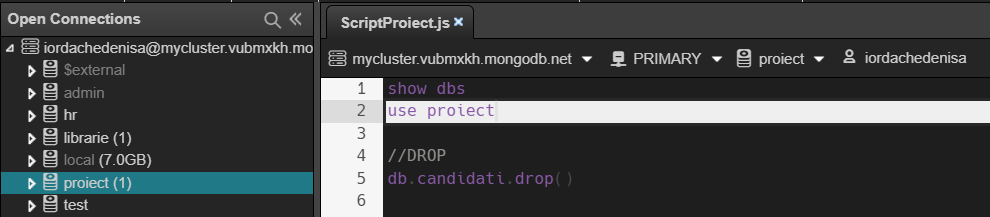 Open Connections
iordachedenisa@mycluster.vubmxkh.mo
$external
admin
hr
librarie (1)
local (7.0GB)
proiect (1)
test
ScriptProiect.js ×
mycluster.vubmxkh.mongodb.net PRIMARY proiect iordachedenisa
1 show dbs
2 use proiect
3
4 //DROP
5 db.candidati.drop()
6